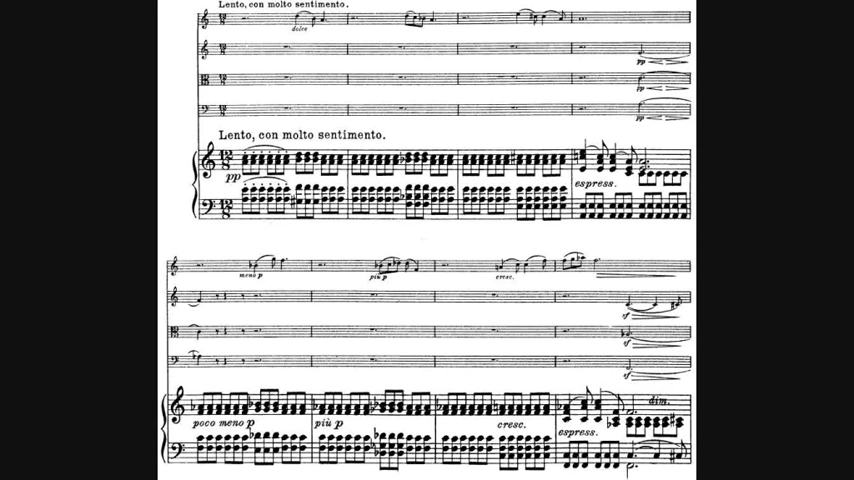 Lento, con molto sentimento.
dolce
pp
pp
pp
Lento, con molto sentimento.
pp
espress.
meno p
più p
cresc.
sf
sf
sf
poco meno p
più p
cresc.
espress.
dim.